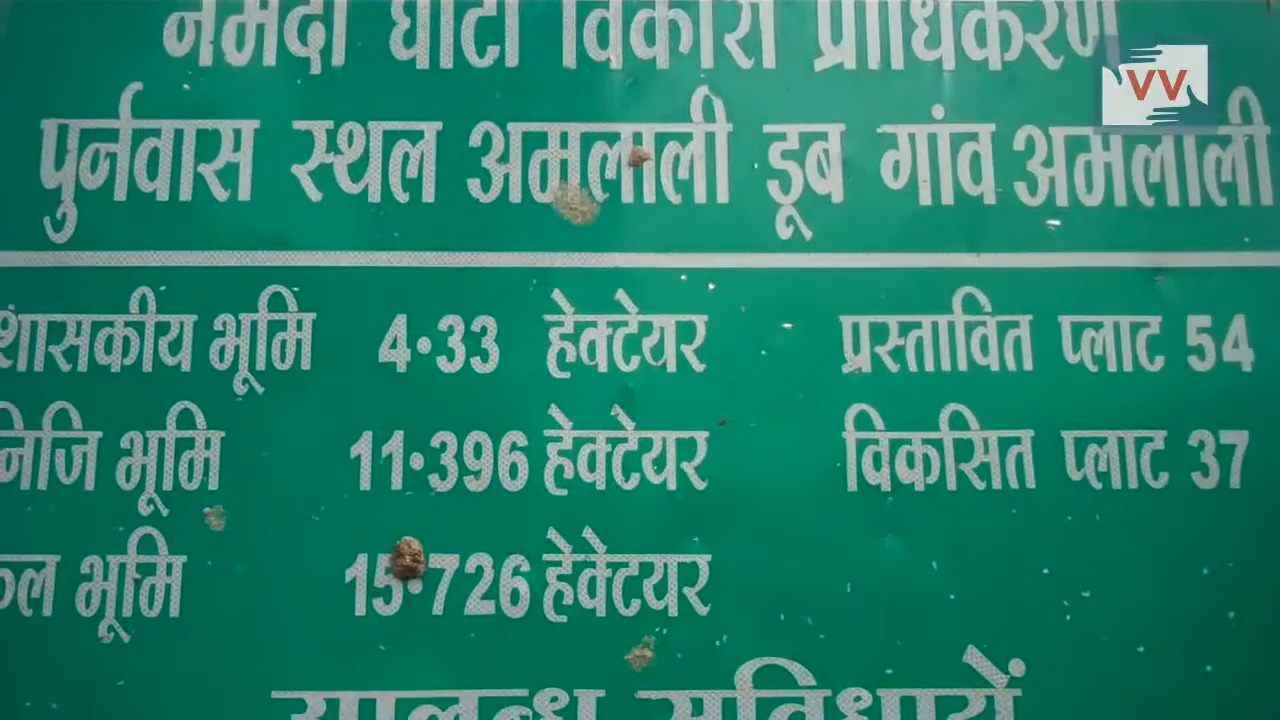 नर्मदा घाटी विकास प्राधिकरण
VV
पुर्नवास स्थल अमलाली डूब गांव अमलाली
शासकीय भूमि 4.33 हेक्टेयर प्रस्तावित प्लाट 54
निजि भूमि 11.396 हेक्टेयर विकसित प्लाट 37
कुल भूमि 15.726 हेक्टेयर
उपलब्ध सुविधायें